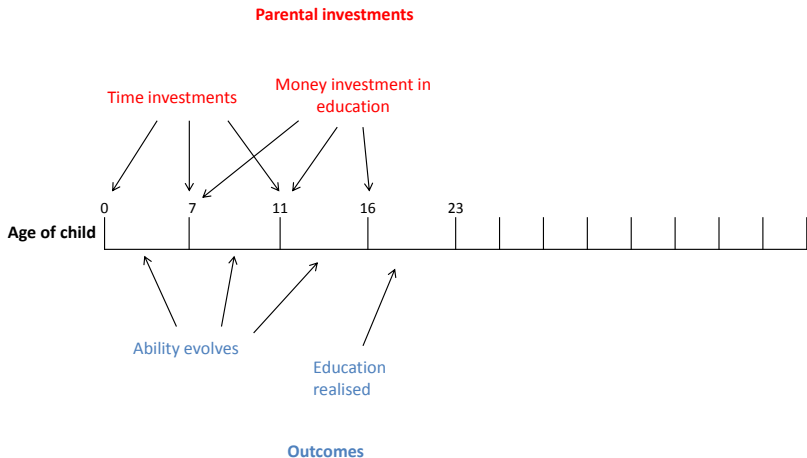 Parental investments
Time investments
Money investment in
education
0
7
11
16
23
Age of child
Ability evolves
Education
realised
Outcomes